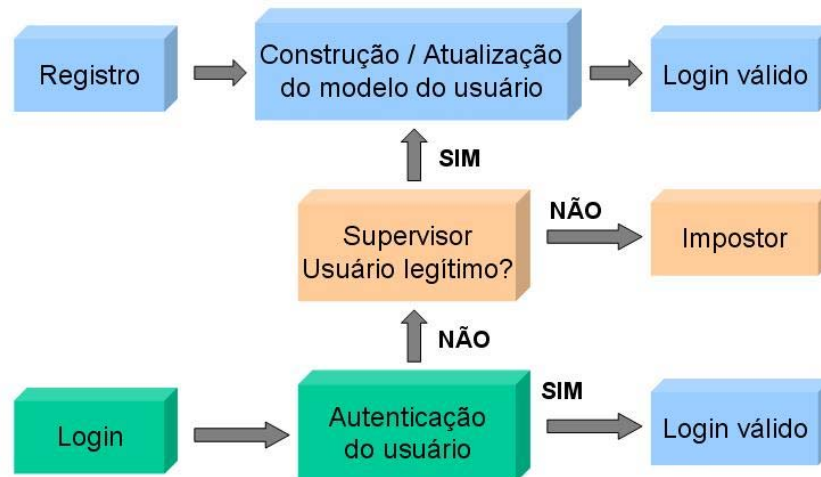 Registro
Construção / Atualização
do modelo do usuário
Login válido
SIM
Supervisor
Usuário legítimo?
NÃO
Impostor
NÃO
Login
Autenticação
do usuário
SIM
Login válido